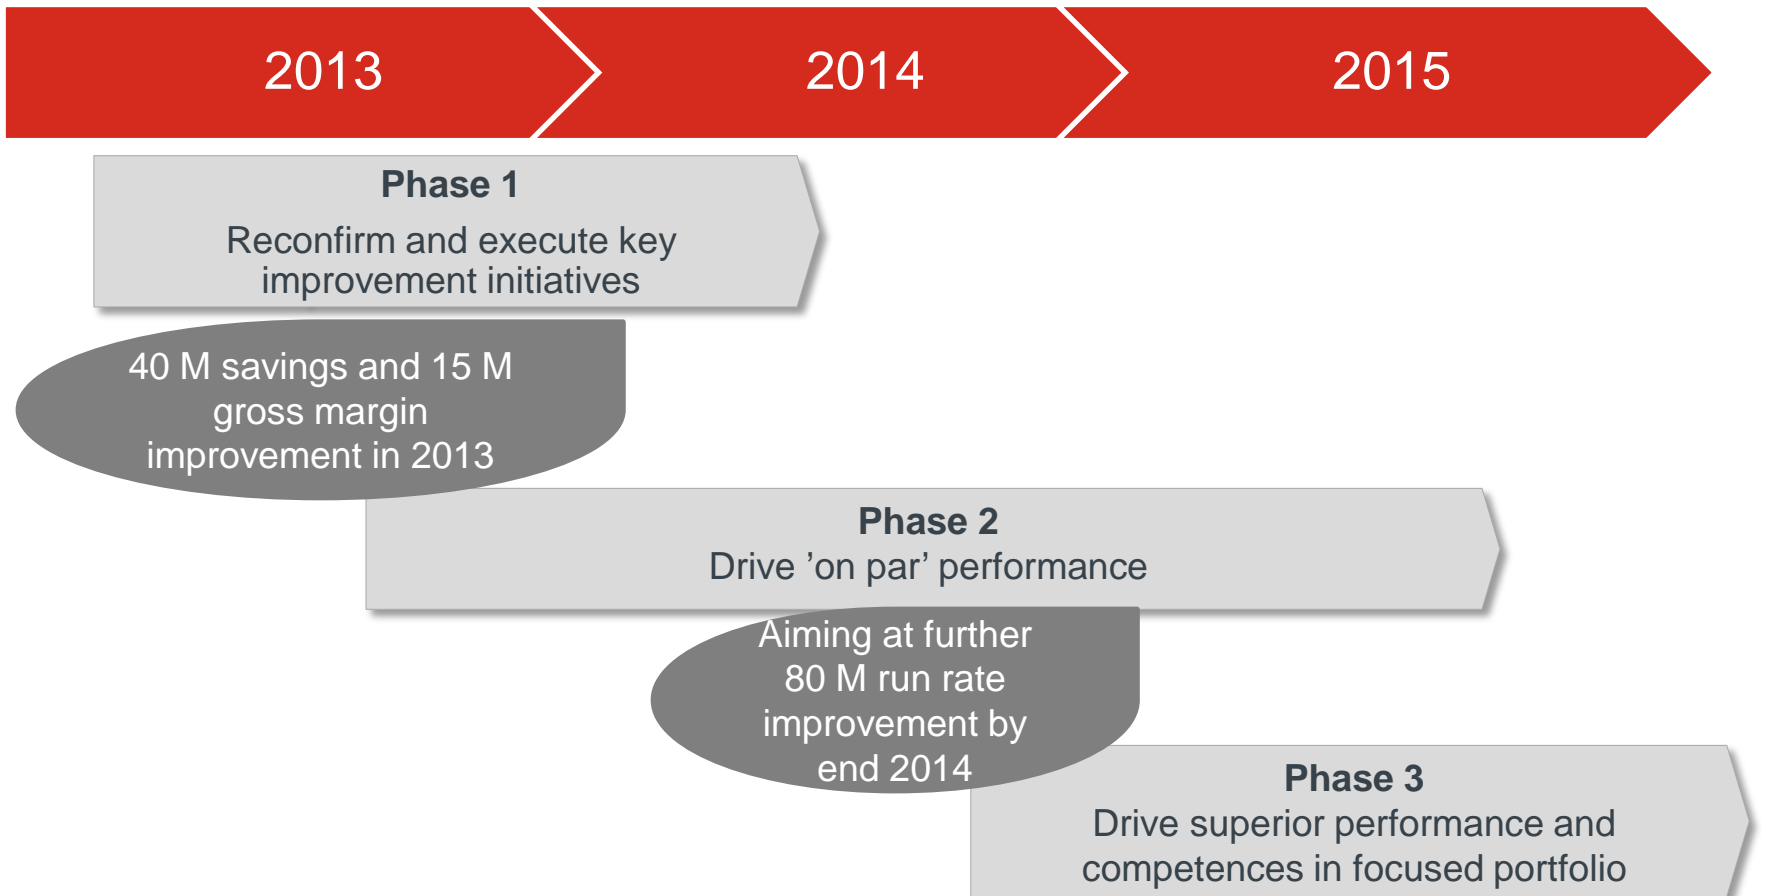 2013
2014
2015
Phase 1
Reconfirm and execute key
improvement initiatives
40 M savings and 15 M
gross margin
improvement in 2013
Phase 2
Drive ’on par’ performance
Aiming at further
80 M run rate
improvement by
end 2014
Phase 3
Drive superior performance and
competences in focused portfolio